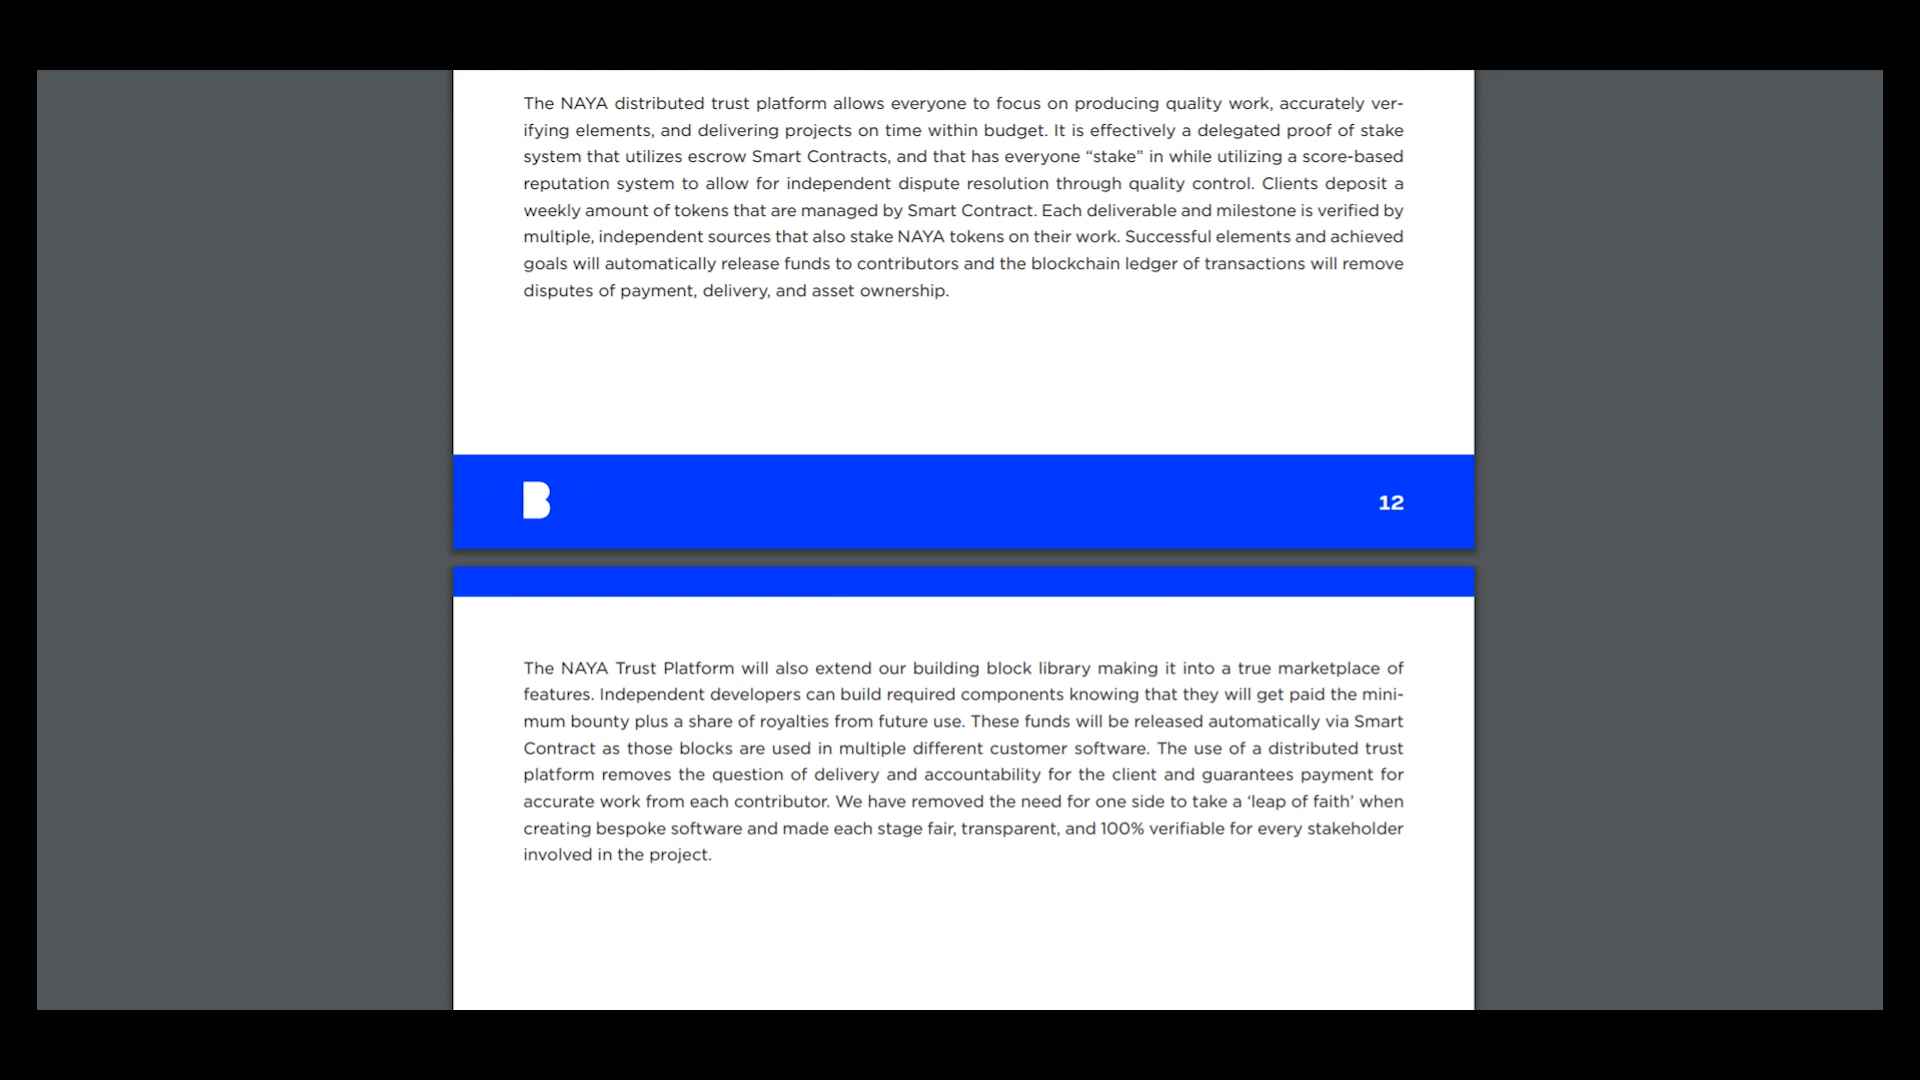 The NAYA distributed trust platform allows everyone to focus on producing quality work, accurately ver-
ifying elements, and delivering projects on time within budget. It is effectively a delegated proof of stake
system that utilizes escrow Smart Contracts, and that has everyone “stake” in while utilizing a score-based
reputation system to allow for independent dispute resolution through quality control. Clients deposit a
weekly amount of tokens that are managed by Smart Contract. Each deliverable and milestone is verified by
multiple, independent sources that also stake NAYA tokens on their work. Successful elements and achieved
goals will automatically release funds to contributors and the blockchain ledger of transactions will remove
disputes of payment, delivery, and asset ownership.
B
12
The NAYA Trust Platform will also extend our building block library making it into a true marketplace of
features. Independent developers can build required components knowing that they will get paid the mini-
mum bounty plus a share of royalties from future use. These funds will be released automatically via Smart
Contract as those blocks are used in multiple different customer software. The use of a distributed trust
platform removes the question of delivery and accountability for the client and guarantees payment for
accurate work from each contributor. We have removed the need for one side to take a ‘leap of faith’ when
creating bespoke software and made each stage fair, transparent, and 100% verifiable for every stakeholder
involved in the project.